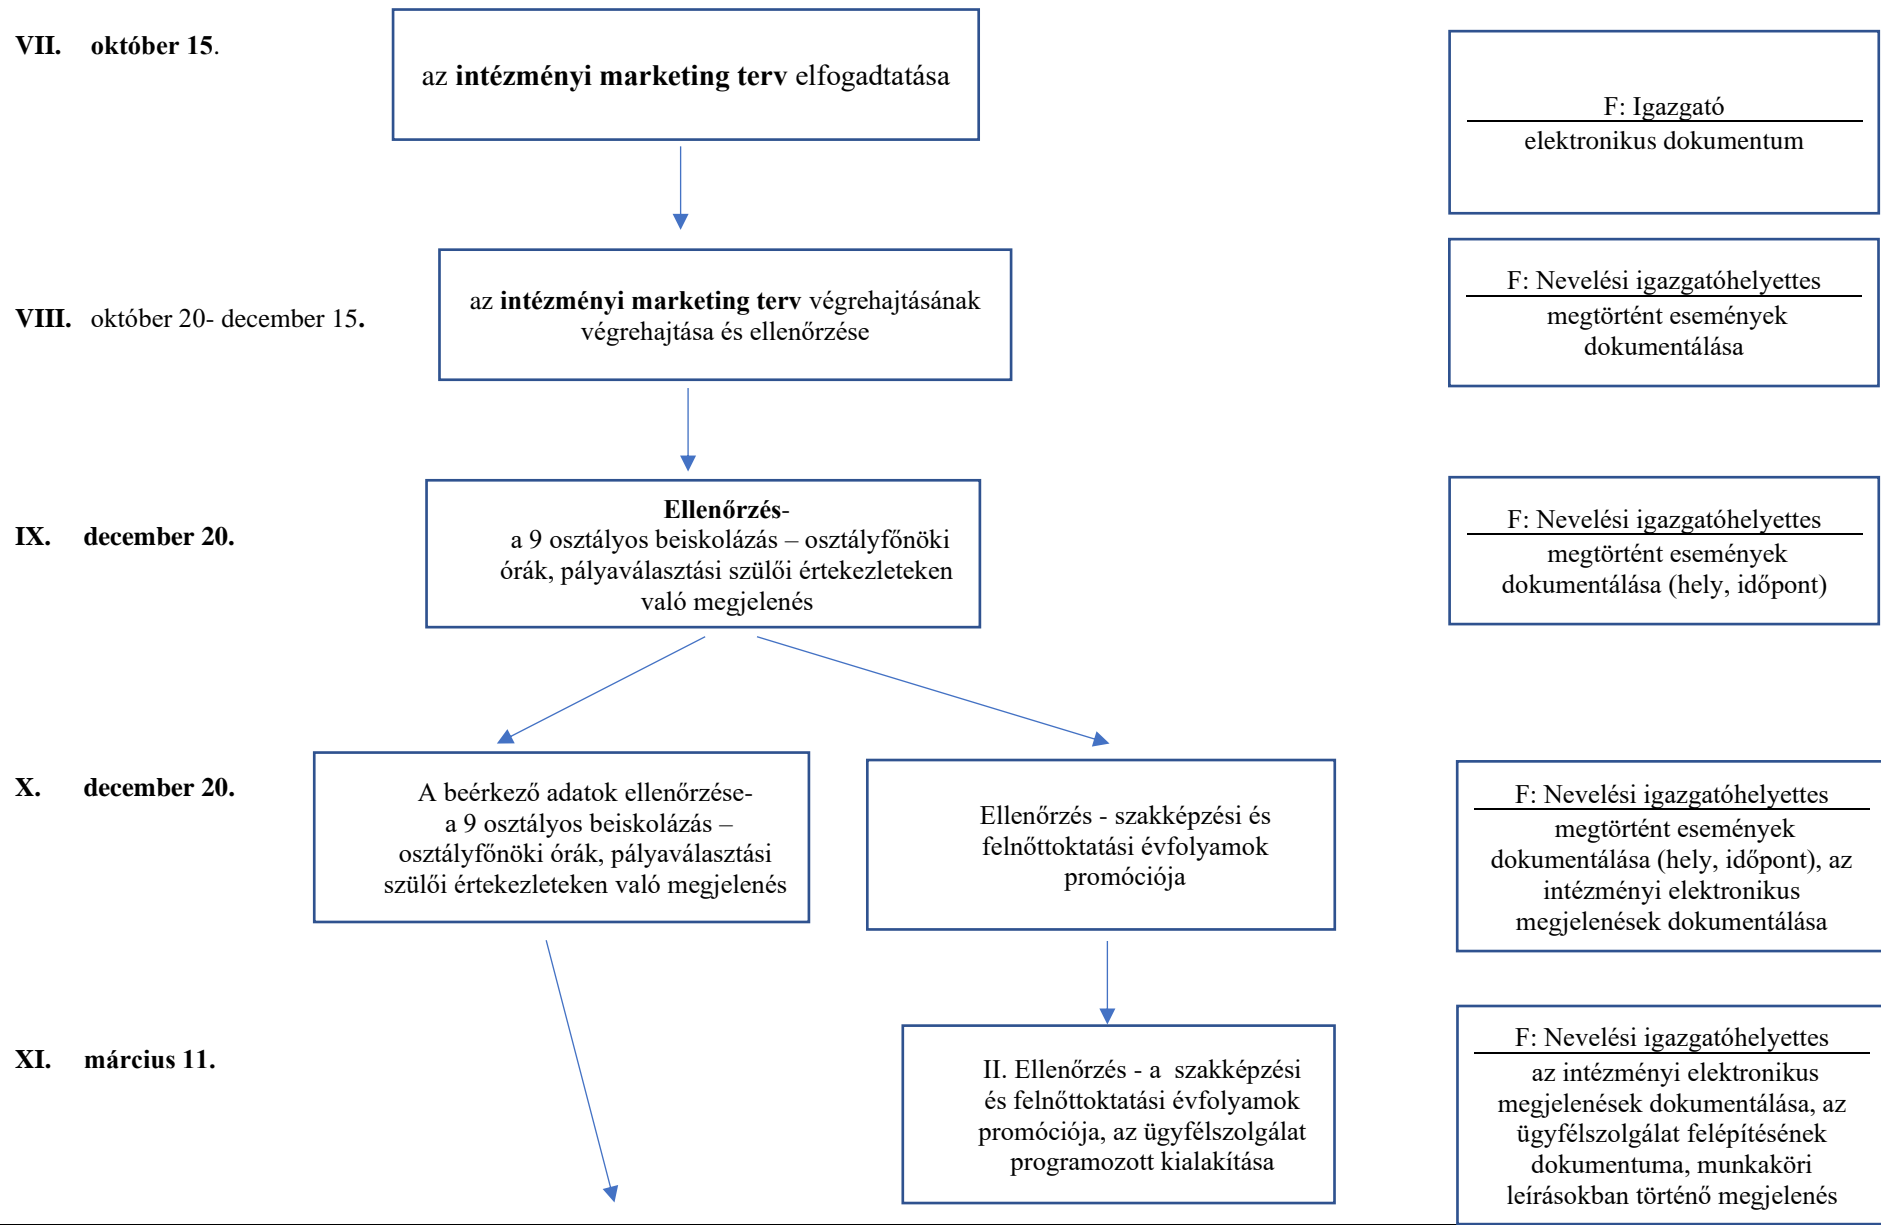 VII. október 15.
az intézményi marketing terv elfogadtatása
F: Igazgató
elektronikus dokumentum
VIII. október 20- december 15.
az intézményi marketing terv végrehajtásának
végrehajtása és ellenőrzése
F: Nevelési igazgatóhelyettes
megtörtént események
dokumentálása
IX. december 20.
Ellenőrzés-
a 9 osztályos beiskolázás – osztályfőnöki
órák, pályaválasztási szülői értekezleteken
való megjelenés
F: Nevelési igazgatóhelyettes
megtörtént események
dokumentálása (hely, időpont)
X. december 20.
A beérkező adatok ellenőrzése-
a 9 osztályos beiskolázás –
osztályfőnöki órák, pályaválasztási
szülői értekezleteken való megjelenés
Ellenőrzés - szakképzési és
felnőttoktatási évfolyamok
promóciója
F: Nevelési igazgatóhelyettes
megtörtént események
dokumentálása (hely, időpont), az
intézményi elektronikus
megjelenések dokumentálása
XI. március 11.
II. Ellenőrzés - a szakképzési
és felnőttoktatási évfolyamok
promóciója, az ügyfélszolgálat
programozott kialakítása
F: Nevelési igazgatóhelyettes
az intézményi elektronikus
megjelenések dokumentálása, az
ügyfélszolgálat felépítésének
dokumentuma, munkaköri
leírásokban történő megjelenés